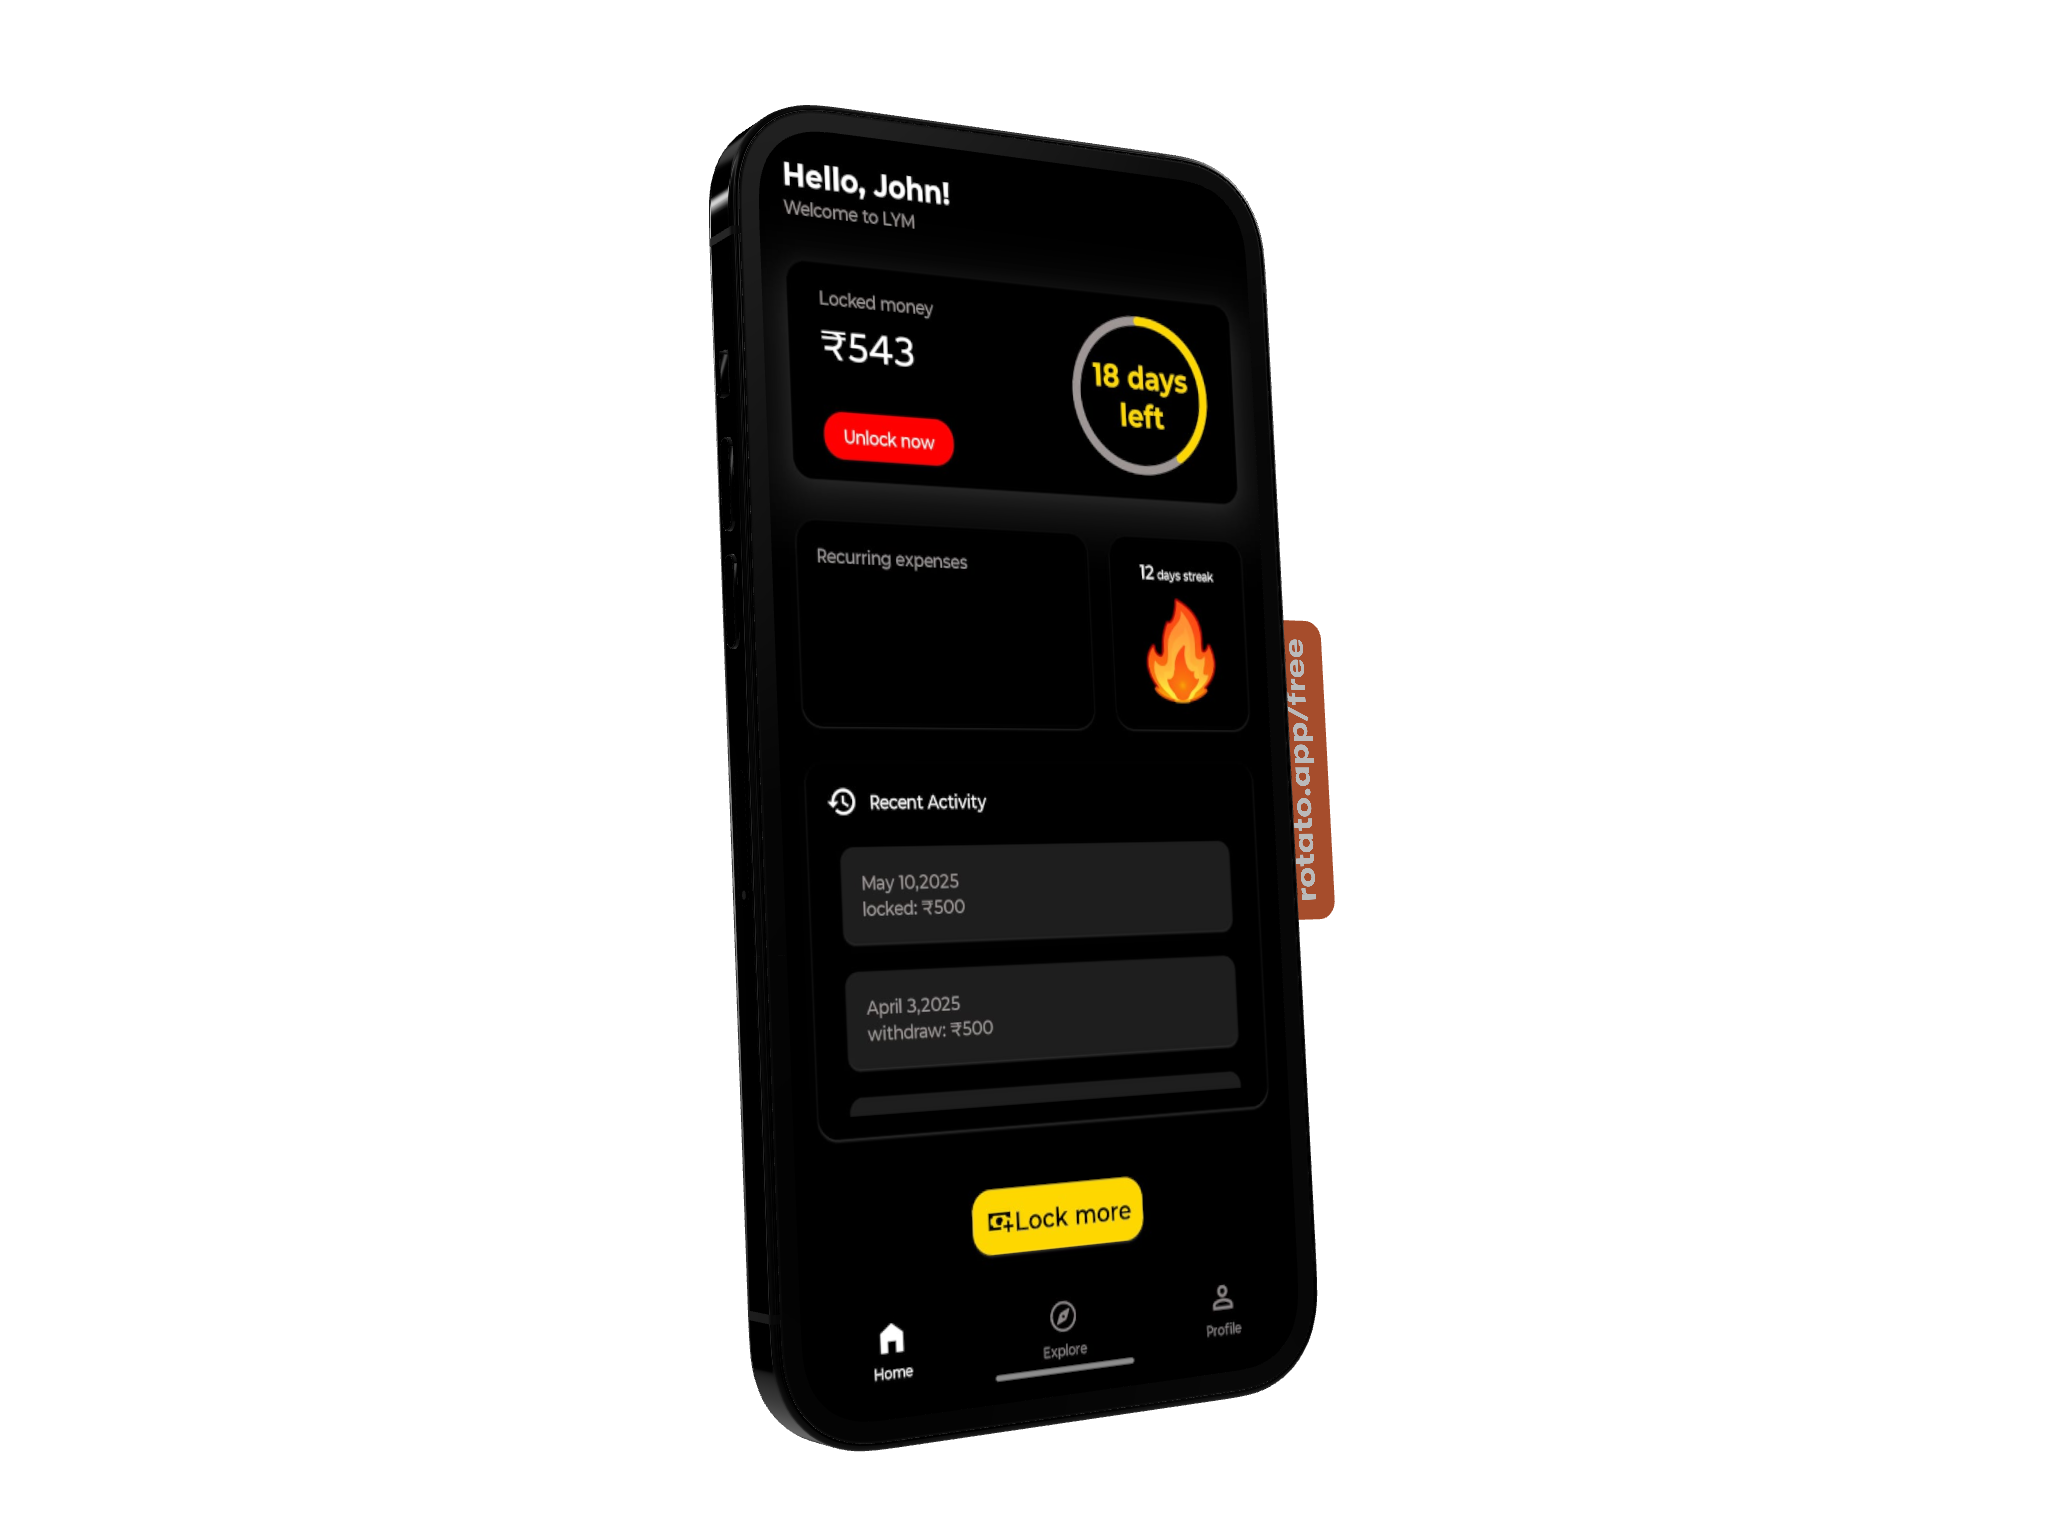 Hello, John!
Welcome to LYM
Locked money
₹543
18 days
left
Unlock now
Recurring expenses
12 days streak
Recent Activity
May 10,2025
locked: ₹500
April 3,2025
withdraw: ₹500
Lock more
Home
Explore
Profile
rotato.app/free